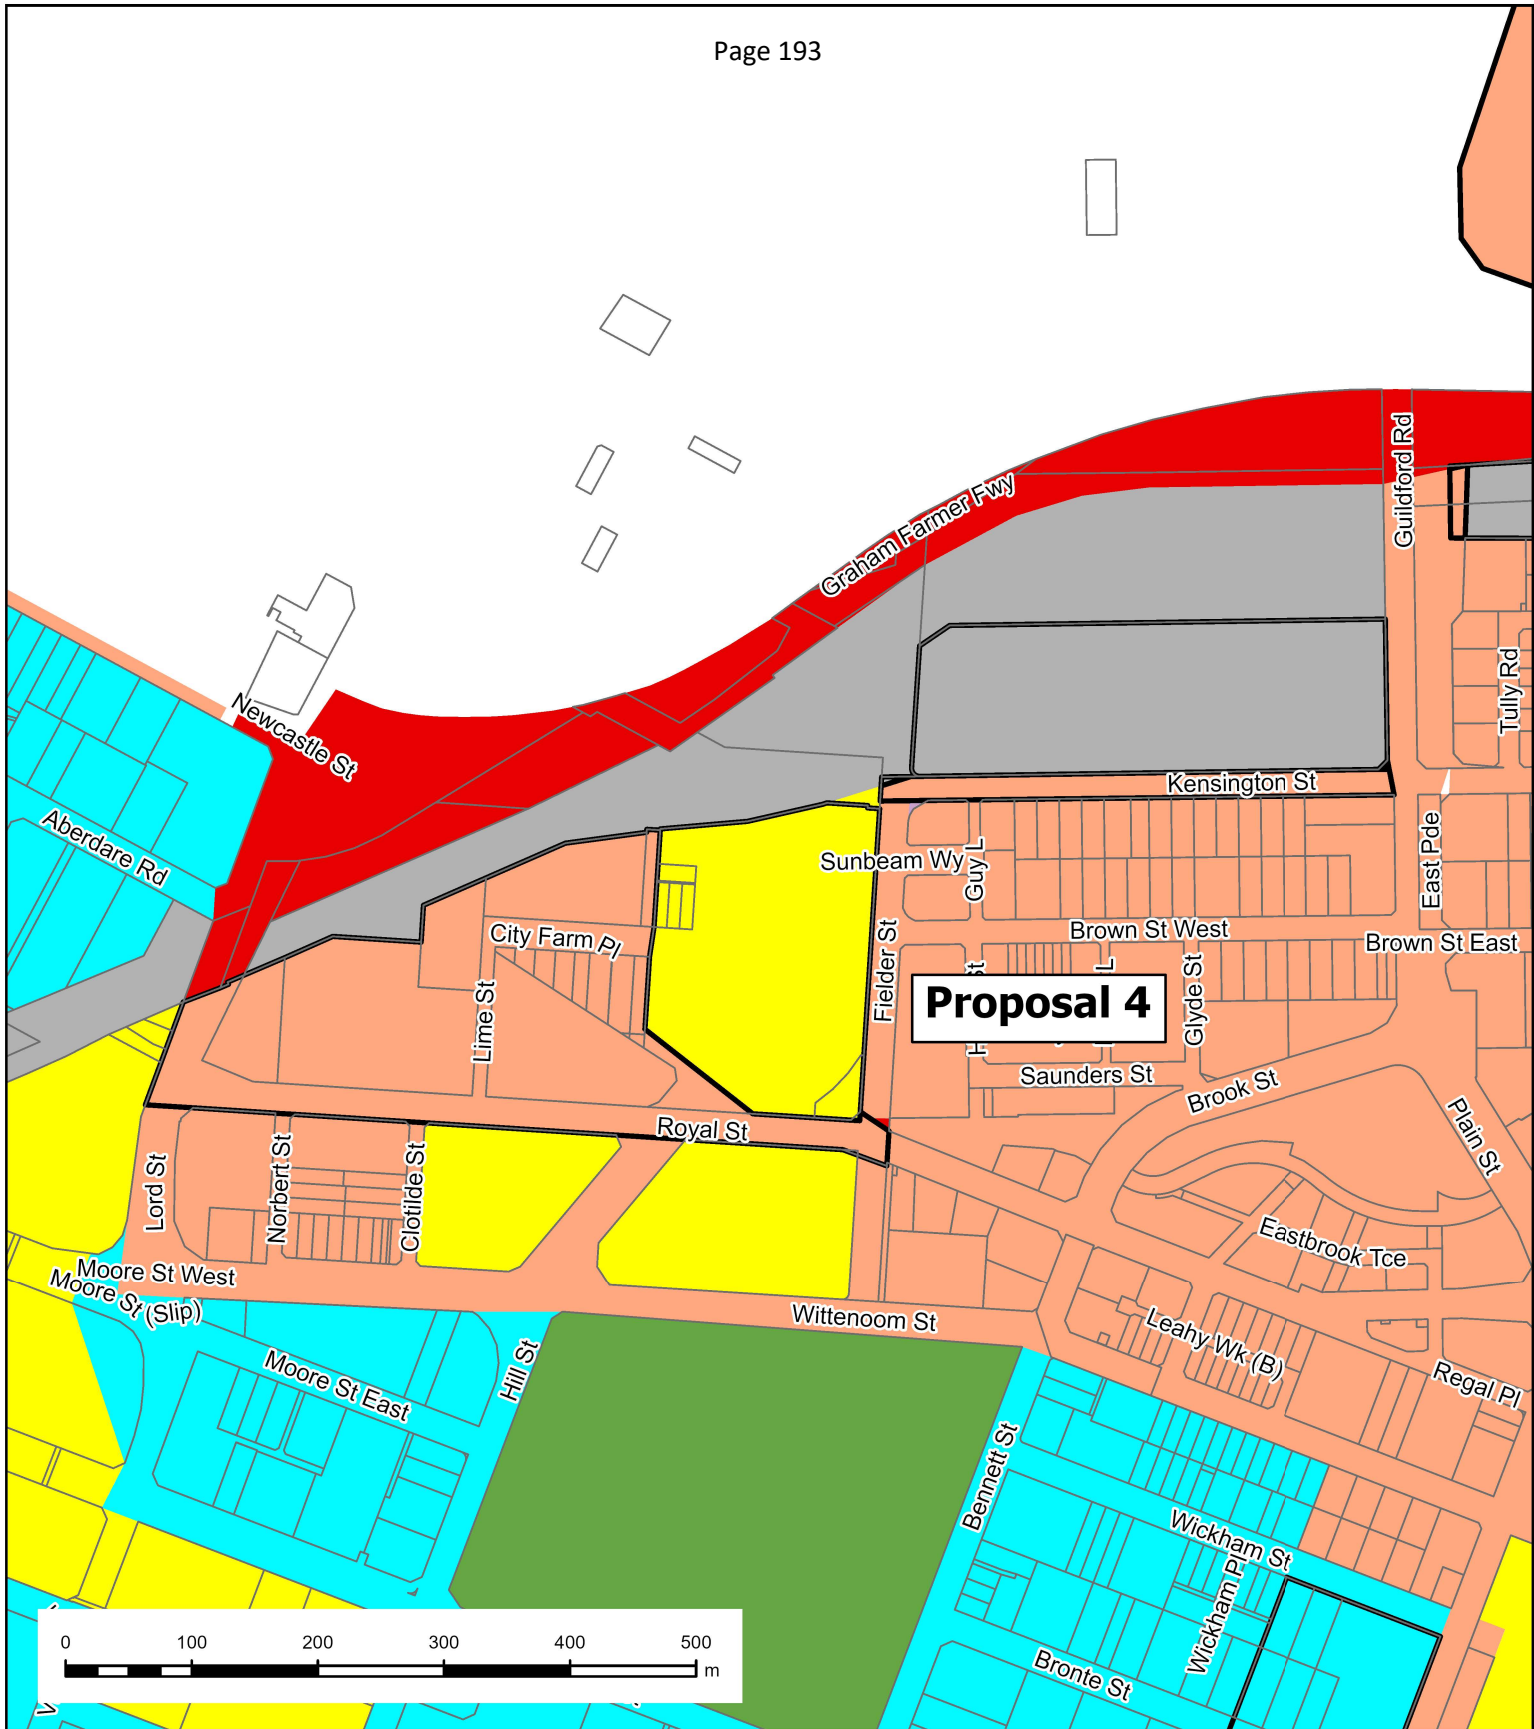 Page 193
Guildford Rd
Graham Farmer Fwy
Tully Rd
Newcastle St
Kensington St
Aberdare Rd
East Pde
Sunbeam Wy
Guy L
City Farm Pl
Fielder St
Brown St West
Brown St East
Lime St
Proposal 4
Glyde St
Saunders St
Brook St
Plain St
Royal St
Lord St
Norbert St
Clotilde St
Eastbrook Tce
Moore St West
Moore St (Slip)
Wittenoom St
Leahy Wk (B)
Moore St East
Hill St
Regal Pl
Bennett St
Wickham St
Wickham Pl
Bronte St
0 100 200 300 400 500
m